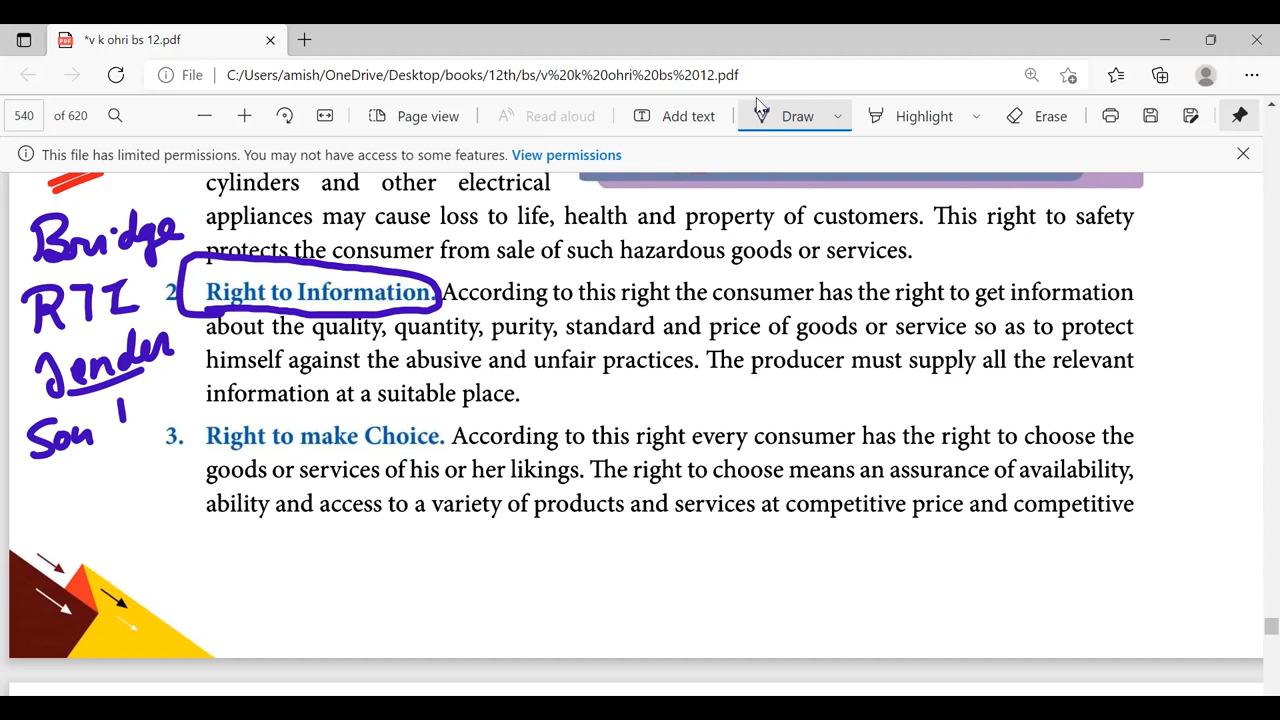 *v k ohri bs 12.pdf
File C:/Users/amish/OneDrive/Desktop/books/12th/bs/v%20k%20ohri%20bs%2012.pdf
540 of 620 Page view Read aloud Add text Draw Highlight Erase
This file has limited permissions. You may not have access to some features. View permissions
cylinders and other electrical
appliances may cause loss to life, health and property of customers. This right to safety
protects the consumer from sale of such hazardous goods or services.
Bridge
2 Right to Information. According to this right the consumer has the right to get information
RTI
about the quality, quantity, purity, standard and price of goods or service so as to protect
himself against the abusive and unfair practices. The producer must supply all the relevant
Jender
information at a suitable place.
Son
3. Right to make Choice. According to this right every consumer has the right to choose the
goods or services of his or her likings. The right to choose means an assurance of availability,
ability and access to a variety of products and services at competitive price and competitive